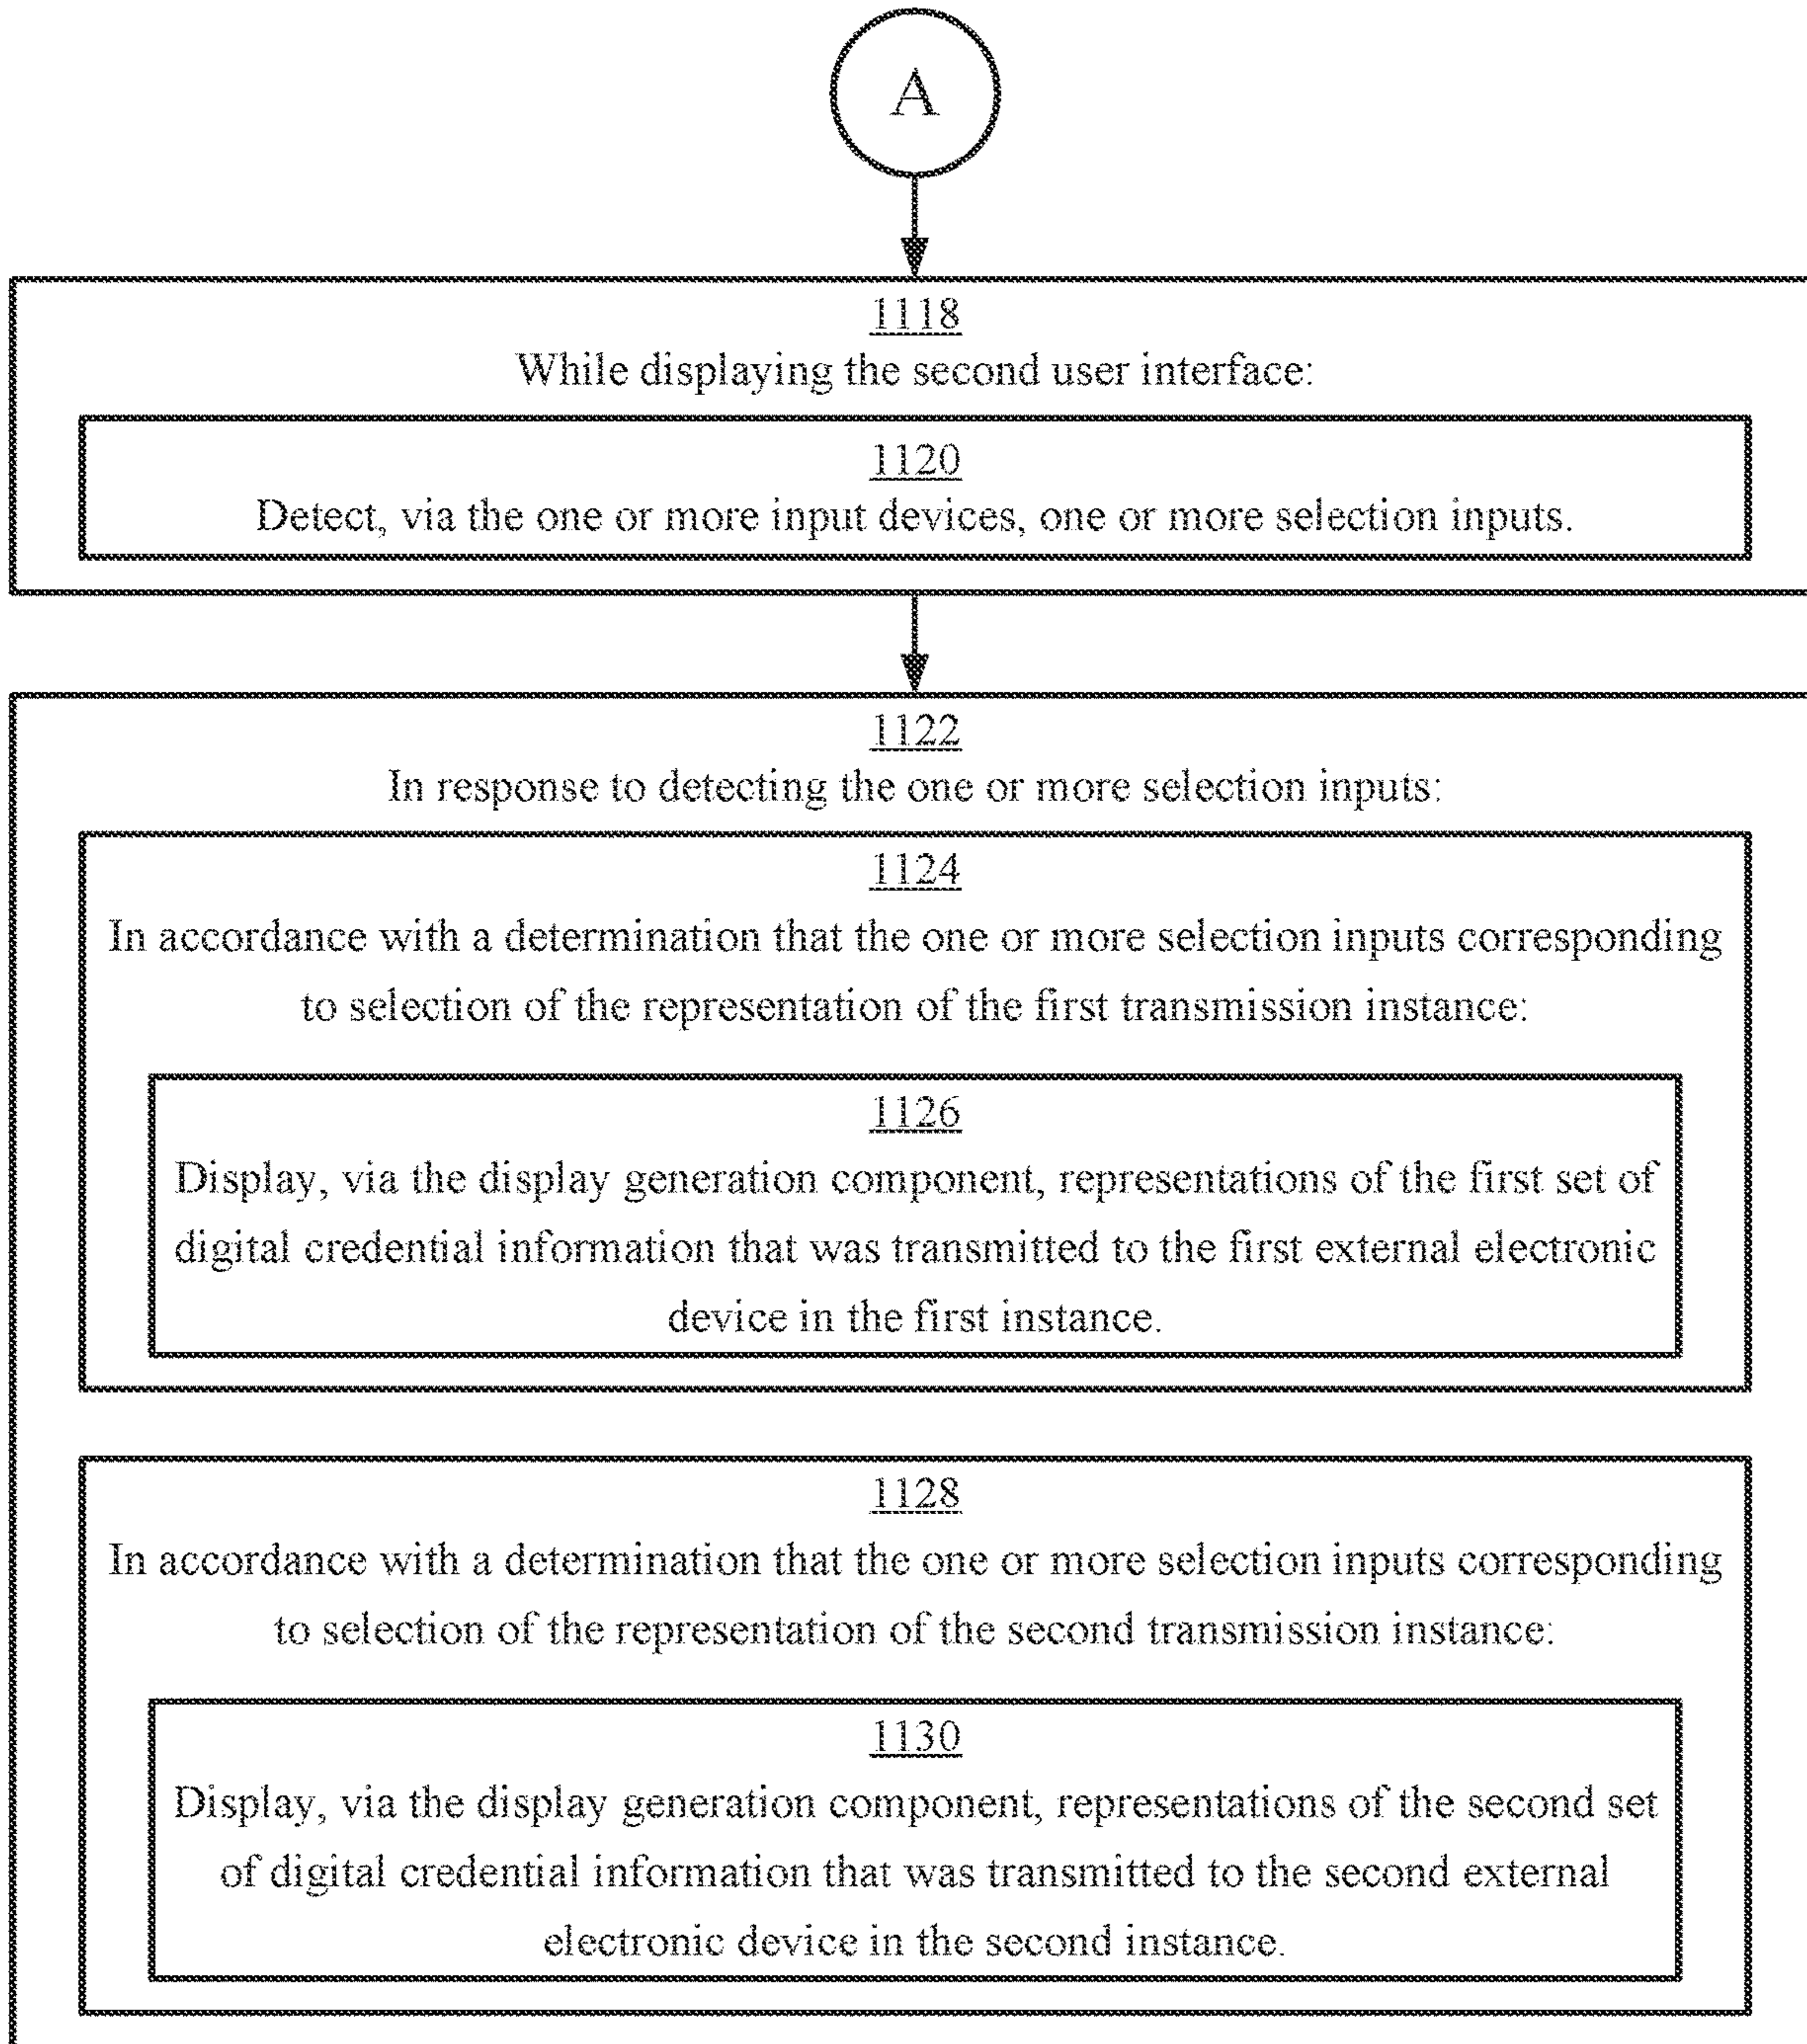 A
1118
While displaying the second user interface:
1120
Detect, via the one or more input devices, one or more selection inputs.
1122
In response to detecting the one or more selection inputs:
1124
In accordance with a determination that the one or more selection inputs corresponding
to selection of the representation of the first transmission instance:
1126
Display, via the display generation component, representations of the first set of
digital credential information that was transmitted to the first external electronic
device in the first instance.
1128
In accordance with a determination that the one or more selection inputs corresponding
to selection of the representation of the second transmission instance:
1130
Display, via the display generation component, representations of the second set
of digital credential information that was transmitted to the second external
electronic device in the second instance.